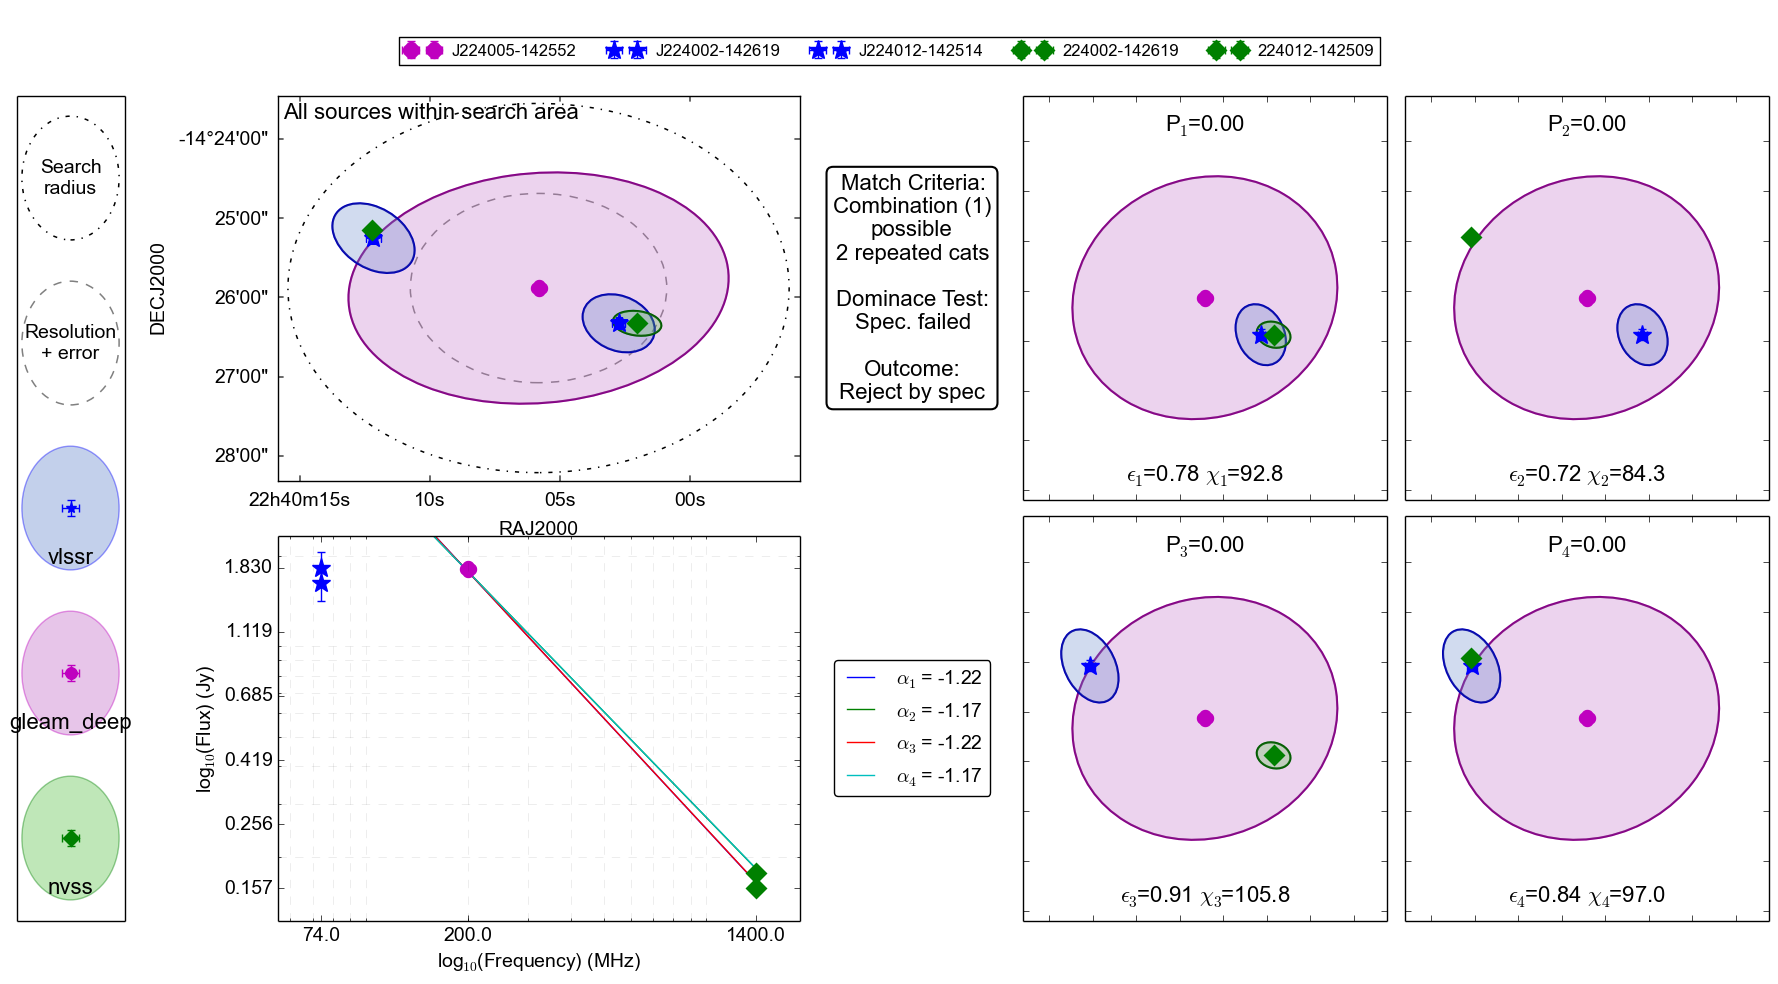 J224005-142552 J224002-142619 J224012-142514 224002-142619 224012-142509
Search
radius
Resolution
+ error
vlssr
gleam_deep
nvss
All sources within search area
-14°24'00"
25'00"
26'00"
27'00"
28'00"
DECJ2000
22h40m15s 10s 05s 00s
RAJ2000
Match Criteria:
Combination (1)
possible
2 repeated cats
Dominace Test:
Spec. failed
Outcome:
Reject by spec
P1=0.00
ϵ1=0.78 χ1=92.8
P2=0.00
ϵ2=0.72 χ2=84.3
1.830
1.119
0.685
0.419
0.256
0.157
log10(Flux) (Jy)
74.0 200.0 1400.0
log10(Frequency) (MHz)
α1 = -1.22
α2 = -1.17
α3 = -1.22
α4 = -1.17
P3=0.00
ϵ3=0.91 χ3=105.8
P4=0.00
ϵ4=0.84 χ4=97.0